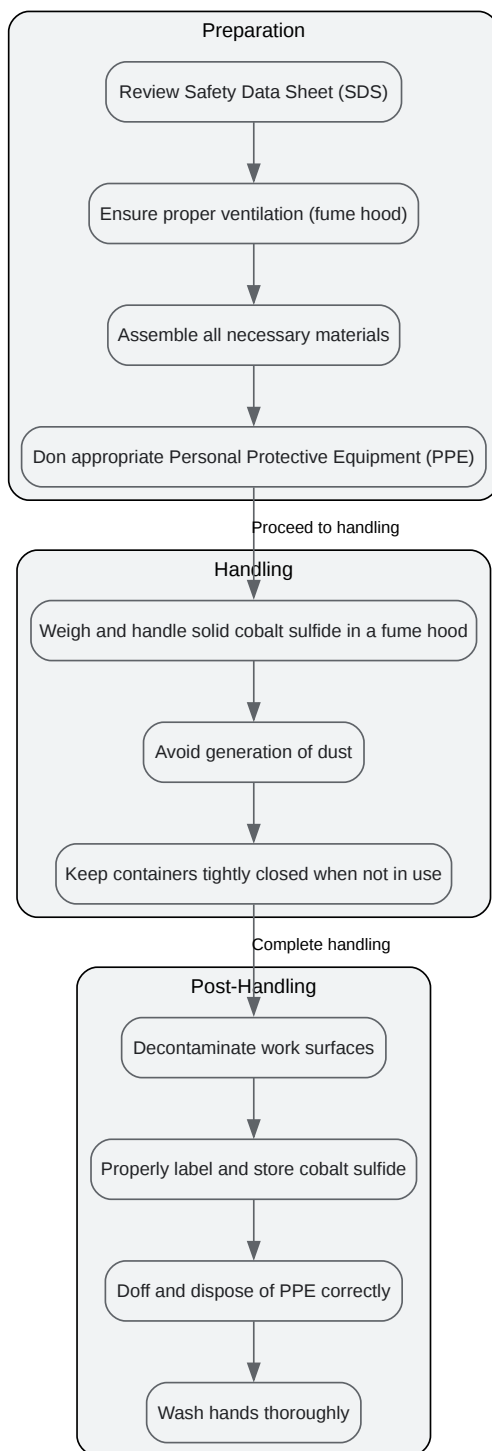 Preparation
Review Safety Data Sheet (SDS)
Ensure proper ventilation (fume hood)
Assemble all necessary materials
Don appropriate Personal Protective Equipment (PPE)
Proceed to handling
Handling
Weigh and handle solid cobalt sulfide in a fume hood
Avoid generation of dust
Keep containers tightly closed when not in use
Complete handling
Post-Handling
Decontaminate work surfaces
Properly label and store cobalt sulfide
Doff and dispose of PPE correctly
Wash hands thoroughly